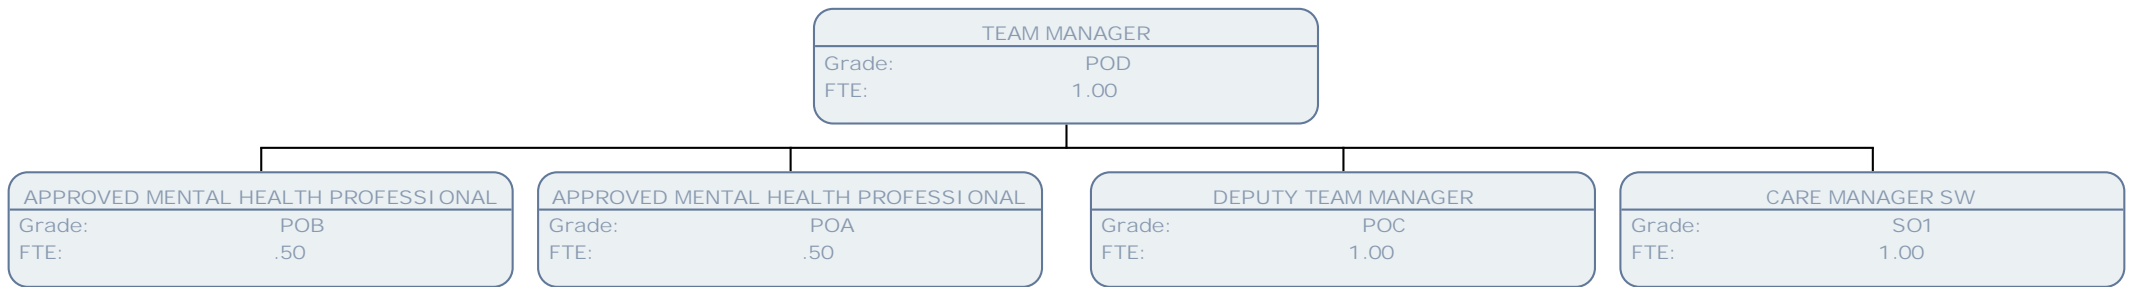 TEAM MANAGER
Grade: POD
FTE: 1.00
APPROVED MENTAL HEALTH PROFESSIONAL
Grade: POB
FTE: .50
APPROVED MENTAL HEALTH PROFESSIONAL
Grade: POA
FTE: .50
DEPUTY TEAM MANAGER
Grade: POC
FTE: 1.00
CARE MANAGER SW
Grade: SO1
FTE: 1.00